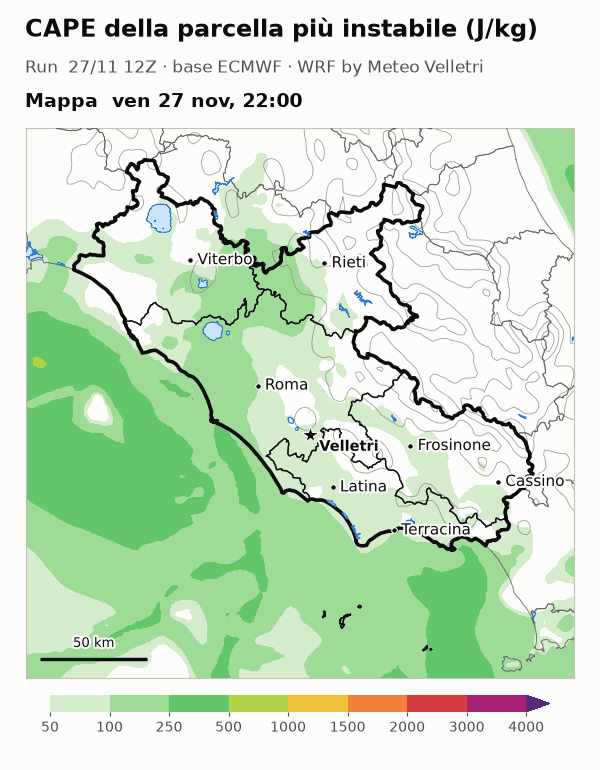 CAPE della parcella più instabile (J/kg)
Run  27/11 12Z · base ECMWF · WRF by Meteo Velletri
Mappa  ven 27 nov, 22:00
Viterbo
Rieti
Roma
Velletri
Frosinone
Cassino
Latina
Terracina
50 km
50 100 250 500 1000 1500 2000 3000 4000